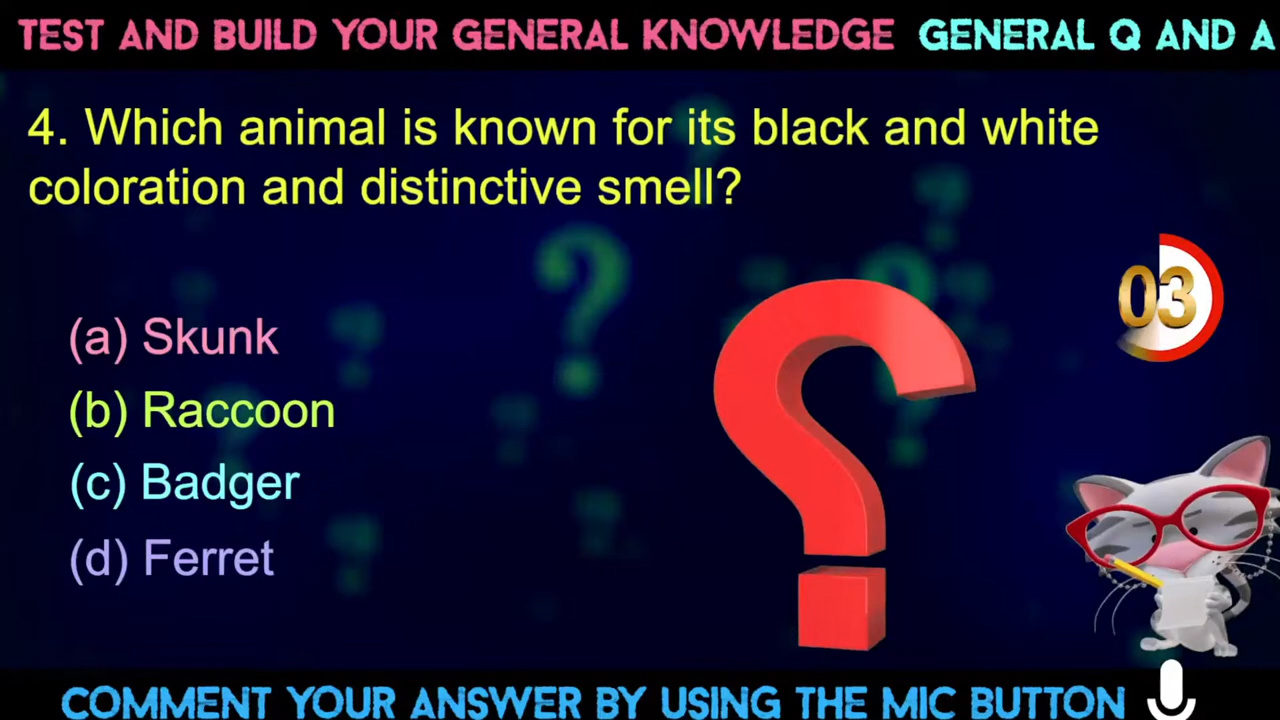 TEST AND BUILD YOUR GENERAL KNOWLEDGE GENERAL Q AND A
4. Which animal is known for its black and white
coloration and distinctive smell?
03
(a) Skunk
(b) Raccoon
(c) Badger
(d) Ferret
COMMENT YOUR ANSWER BY USING THE MIC BUTTON